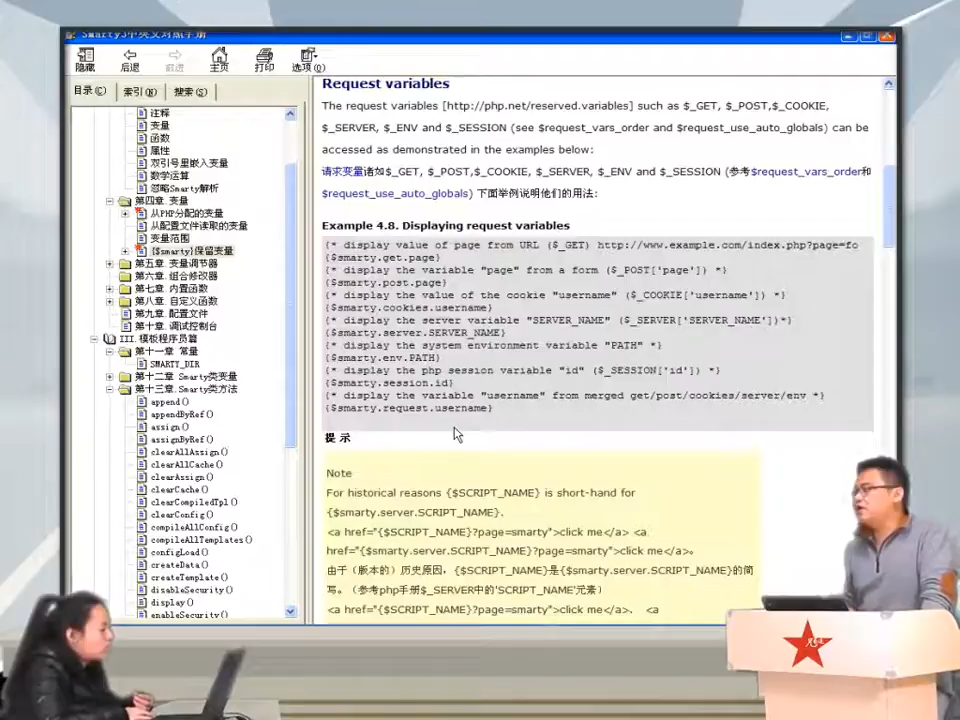 Smarty3中英文对照手册
隐藏 后退 前进 主页 打印 选项(O)
目录(C) 索引(N) 搜索(S)
注释
变量
函数
属性
双引号里嵌入变量
数学运算
忽略Smarty解析
第四章.变量
从PHP分配的变量
从配置文件读取的变量
变量范围
{$smarty}保留变量
第五章.变量调节器
第六章.组合修改器
第七章.内置函数
第八章.自定义函数
第九章.配置文件
第十章.调试控制台
III.模板程序员篇
第十一章 常量
SMARTY_DIR
第十二章 Smarty类变量
第十三章.Smarty类方法
append()
appendByRef()
assign()
assignByRef()
clearAllAssign()
clearAllCache()
clearAssign()
clearCache()
clearCompiledTpl()
clearConfig()
compileAllConfig()
compileAllTemplates()
configLoad()
createData()
createTemplate()
disableSecurity()
display()
enableSecurity()
Request variables
The request variables [http://php.net/reserved.variables] such as $_GET, $_POST,$_COOKIE,
$_SERVER, $_ENV and $_SESSION (see $request_vars_order and $request_use_auto_globals) can be
accessed as demonstrated in the examples below:
请求变量诸如$_GET, $_POST,$_COOKIE, $_SERVER, $_ENV and $_SESSION (参考$request_vars_order和
$request_use_auto_globals) 下面举例说明他们的用法:
Example 4.8. Displaying request variables
{* display value of page from URL ($_GET) http://www.example.com/index.php?page=fo
{$smarty.get.page}
{* display the variable "page" from a form ($_POST['page']) *}
{$smarty.post.page}
{* display the value of the cookie "username" ($_COOKIE['username']) *}
{$smarty.cookies.username}
{* display the server variable "SERVER_NAME" ($_SERVER['SERVER_NAME'])*}
{$smarty.server.SERVER_NAME}
{* display the system environment variable "PATH" *}
{$smarty.env.PATH}
{* display the php session variable "id" ($_SESSION['id']) *}
{$smarty.session.id}
{* display the variable "username" from merged get/post/cookies/server/env *}
{$smarty.request.username}
提示
Note
For historical reasons {$SCRIPT_NAME} is short-hand for
{$smarty.server.SCRIPT_NAME}.
<a href="{$SCRIPT_NAME}?page=smarty">click me</a> <a
href="{$smarty.server.SCRIPT_NAME}?page=smarty">click me</a>。
由于(版本的)历史原因，{$SCRIPT_NAME}是{$smarty.server.SCRIPT_NAME}的简
写。(参考php手册$_SERVER中的'SCRIPT_NAME'元素)
<a href="{$SCRIPT_NAME}?page=smarty">click me</a>. <a